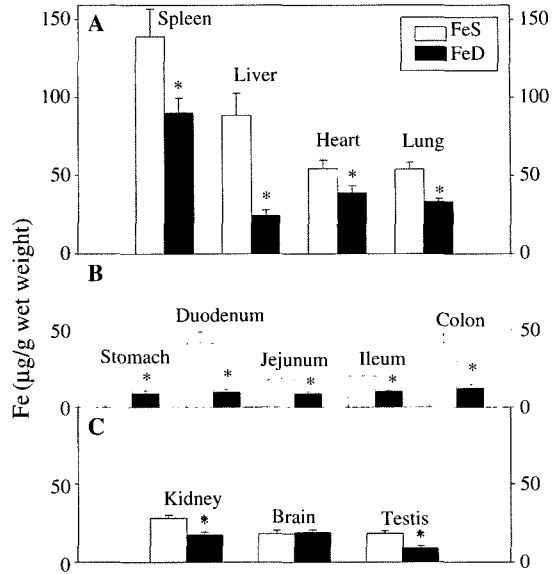 A
Spleen
FeS
FeD
Liver
Heart
Lung
150
100
50
0
150
100
50
0
*
*
*
*
B
Duodenum
Colon
Stomach
Jejunum
Ileum
50
0
50
0
*
*
*
*
*
C
Kidney
Brain
Testis
50
0
50
0
*
*
Fe (µg/g wet weight)